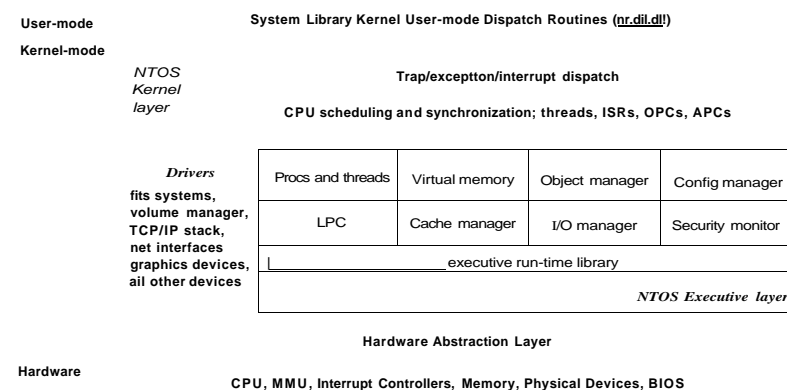 User-mode
System Library Kernel User-mode Dispatch Routines (nr.dil.dl!)
Kernel-mode
NTOS
Kernel
layer
Trap/exceptton/interrupt dispatch
CPU scheduling and synchronization; threads, ISRs, OPCs, APCs
Drivers
fits systems,
volume manager,
TCP/IP stack,
net interfaces
graphics devices,
ail other devices
Procs and threads
Virtual memory
Object manager
Config manager
LPC
Cache manager
I/O manager
Security monitor
|____________________ executive run-time library
NTOS Executive layer
Hardware Abstraction Layer
Hardware
CPU, MMU, Interrupt Controllers, Memory, Physical Devices, BIOS